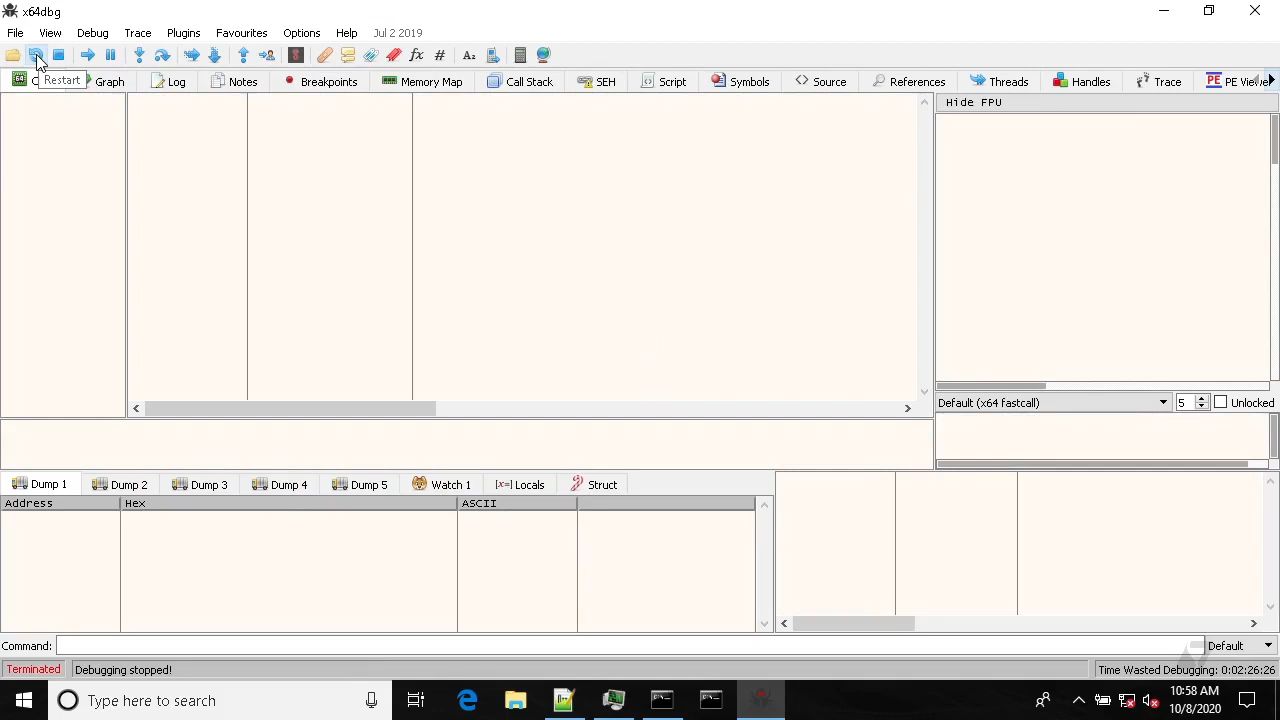 x64dbg
File View Debug Trace Plugins Favourites Options Help Jul 2 2019
Restart
Graph Log Notes Breakpoints Memory Map Call Stack SEH Script Symbols Source References Threads Handles Trace
Hide FPU
Default (x64 fastcall) 5 Unlocked
Dump 1 Dump 2 Dump 3 Dump 4 Dump 5 Watch 1 [x=] Locals Struct
Address Hex ASCII
Command: Default
Terminated Debugging stopped! Time Wasted Debugging: 0:02:26:26
Type here to search
10:58 AM
10/8/2020